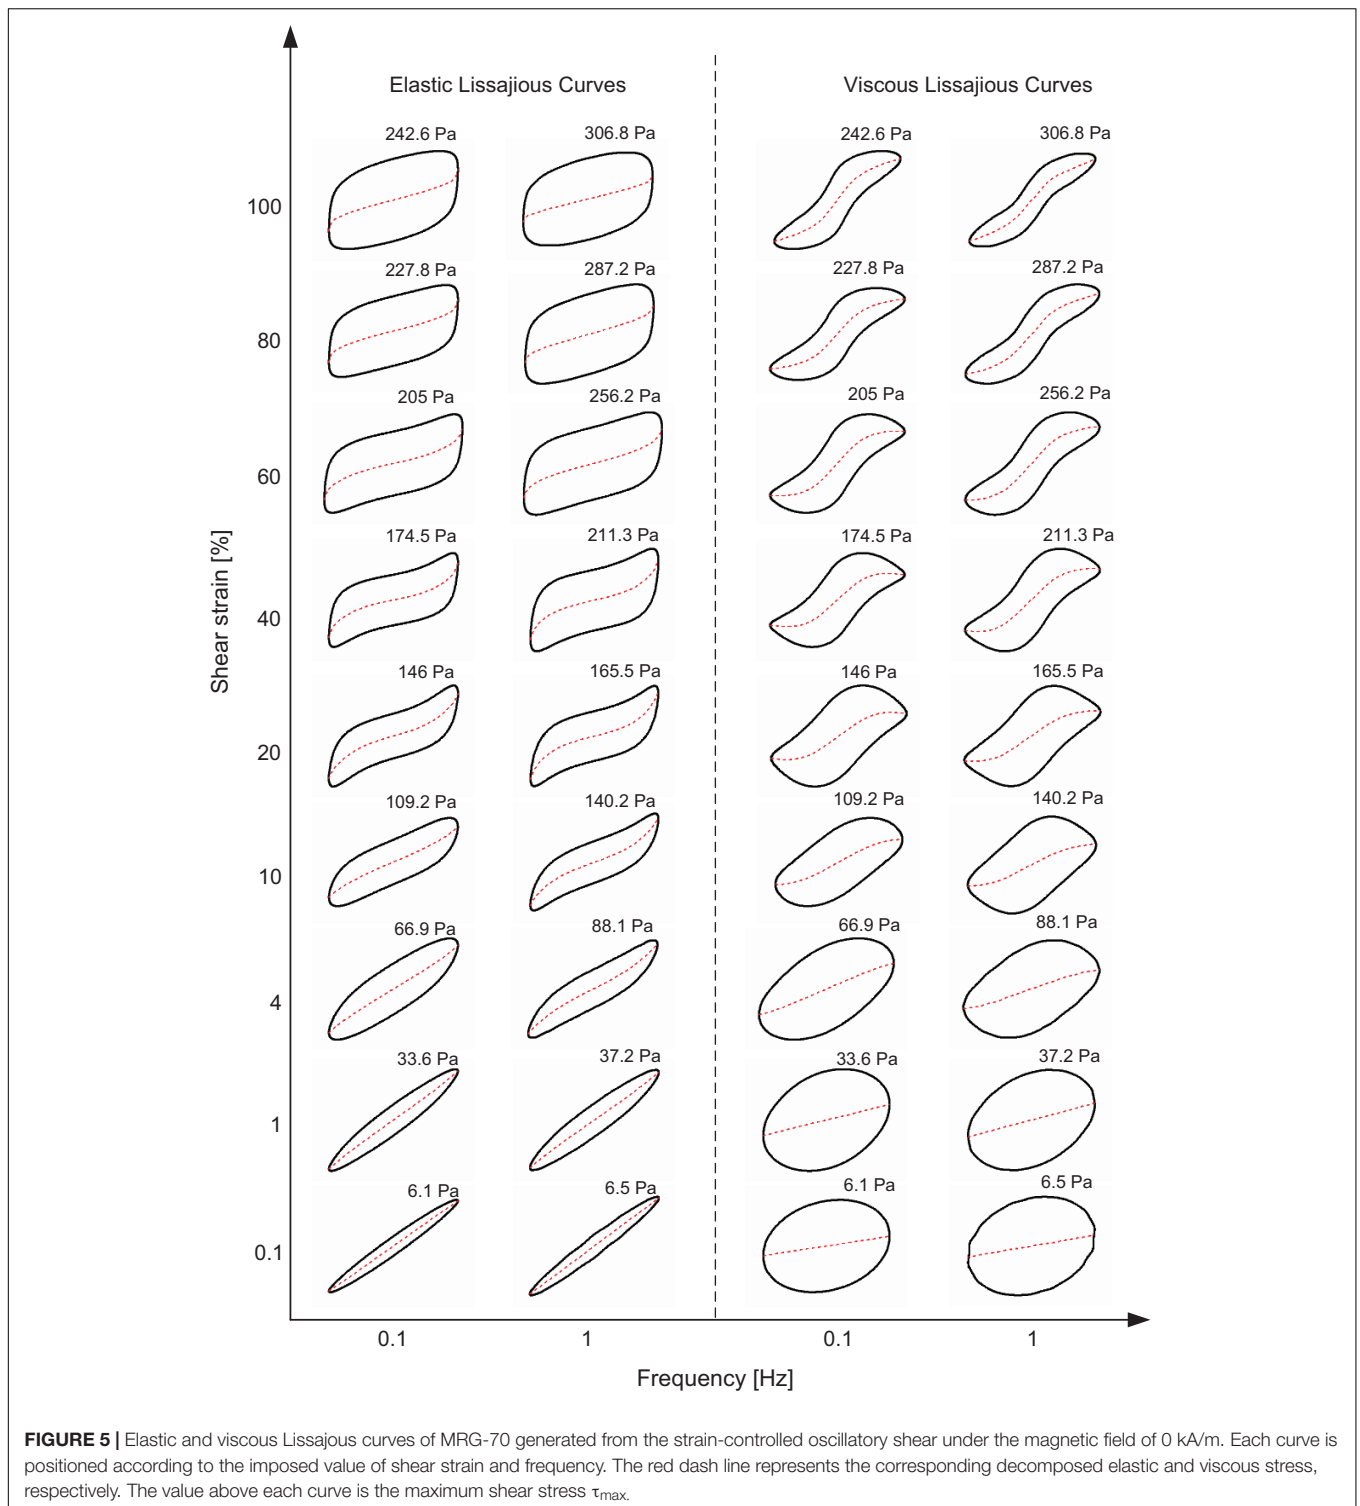 Elastic Lissajious Curves Viscous Lissajious Curves
242.6 Pa 306.8 Pa 242.6 Pa 306.8 Pa
100
227.8 Pa 287.2 Pa 227.8 Pa 287.2 Pa
80
205 Pa 256.2 Pa 205 Pa 256.2 Pa
60
174.5 Pa 211.3 Pa 174.5 Pa 211.3 Pa
40
Shear strain [%]
146 Pa 165.5 Pa 146 Pa 165.5 Pa
20
109.2 Pa 140.2 Pa 109.2 Pa 140.2 Pa
10
66.9 Pa 88.1 Pa 66.9 Pa 88.1 Pa
4
33.6 Pa 37.2 Pa 33.6 Pa 37.2 Pa
1
6.1 Pa 6.5 Pa 6.1 Pa 6.5 Pa
0.1
0.1 1 0.1 1
Frequency [Hz]
FIGURE 5 | Elastic and viscous Lissajous curves of MRG-70 generated from the strain-controlled oscillatory shear under the magnetic field of 0 kA/m. Each curve is
positioned according to the imposed value of shear strain and frequency. The red dash line represents the corresponding decomposed elastic and viscous stress,
respectively. The value above each curve is the maximum shear stress τmax.